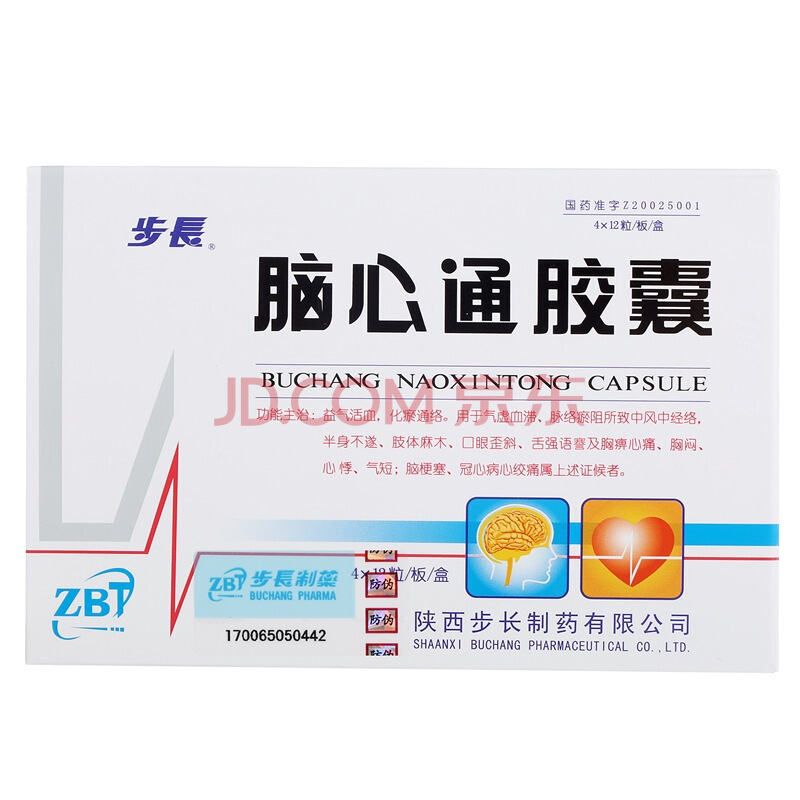 国药准字Z20025001
4×12粒/板/盒
步長®
脑心通胶囊
BUCHANG NAOXINTONG CAPSULE
JD.COM 京东
功能主治：益气活血，化瘀通络。用于气虚血滞、脉络瘀阻所致中风中经络，
半身不遂、肢体麻木、口眼歪斜、舌强语謇及胸痹心痛、胸闷、
心悸、气短；脑梗塞、冠心病心绞痛属上述证候者。
ZBT
ZBT 步長制药
BUCHANG PHARMA
170065050442
4×12粒/板/盒
防伪
防伪
防伪
陕西步长制药有限公司
SHAANXI BUCHANG PHARMACEUTICAL CO.,LTD.